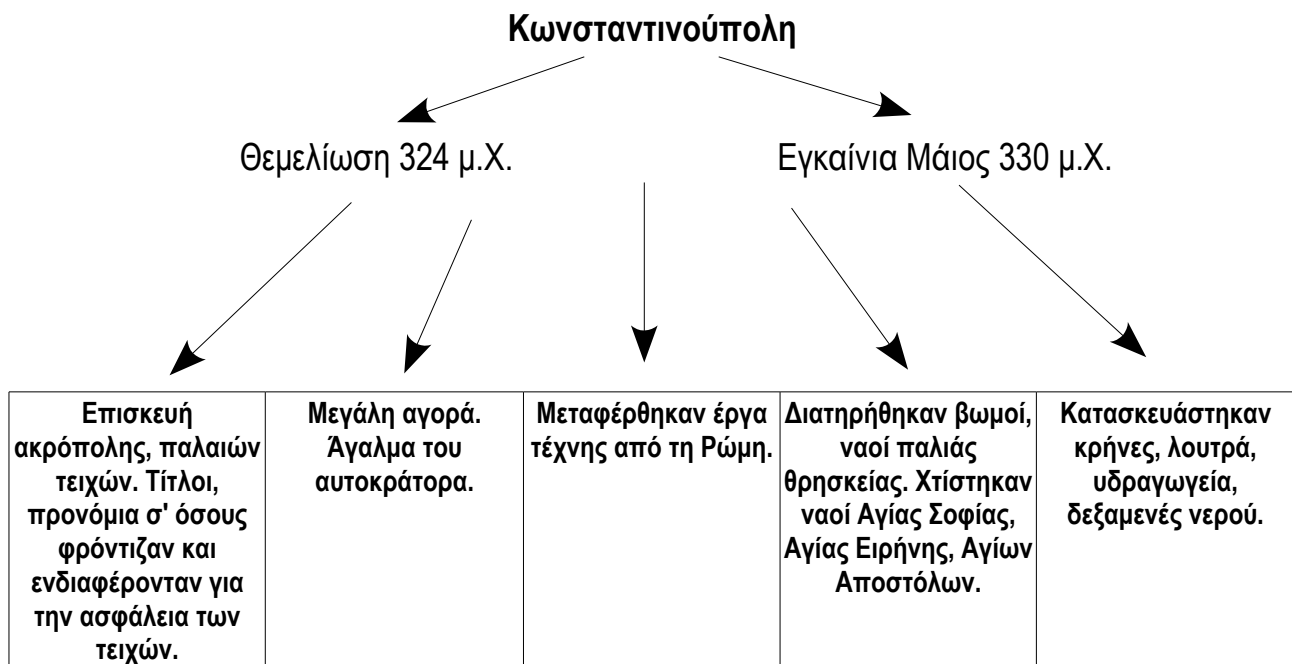 Κωνσταντινούπολη
Θεμελίωση 324 μ.Χ.
Εγκαίνια Μάιος 330 μ.Χ.
Επισκευή
ακρόπολης, παλαιών
τειχών. Τίτλοι,
προνόμια σ' όσους
φρόντιζαν και
ενδιαφέρονταν για
την ασφάλεια των
τειχών.
Μεγάλη αγορά.
Άγαλμα του
αυτοκράτορα.
Μεταφέρθηκαν έργα
τέχνης από τη Ρώμη.
Διατηρήθηκαν βωμοί,
ναοί παλιάς
θρησκείας. Χτίστηκαν
ναοί Αγίας Σοφίας,
Αγίας Ειρήνης, Αγίων
Αποστόλων.
Κατασκευάστηκαν
κρήνες, λουτρά,
υδραγωγεία,
δεξαμενές νερού.